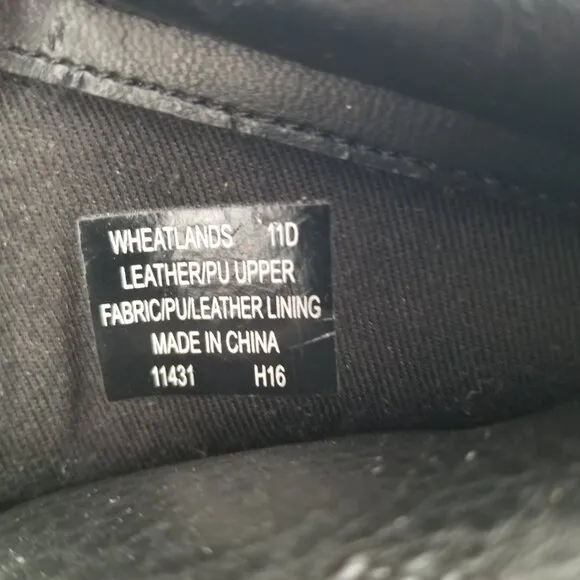 WHEATLANDS 11D
LEATHER/PU UPPER
FABRIC/PU/LEATHER LINING
MADE IN CHINA
11431 H16